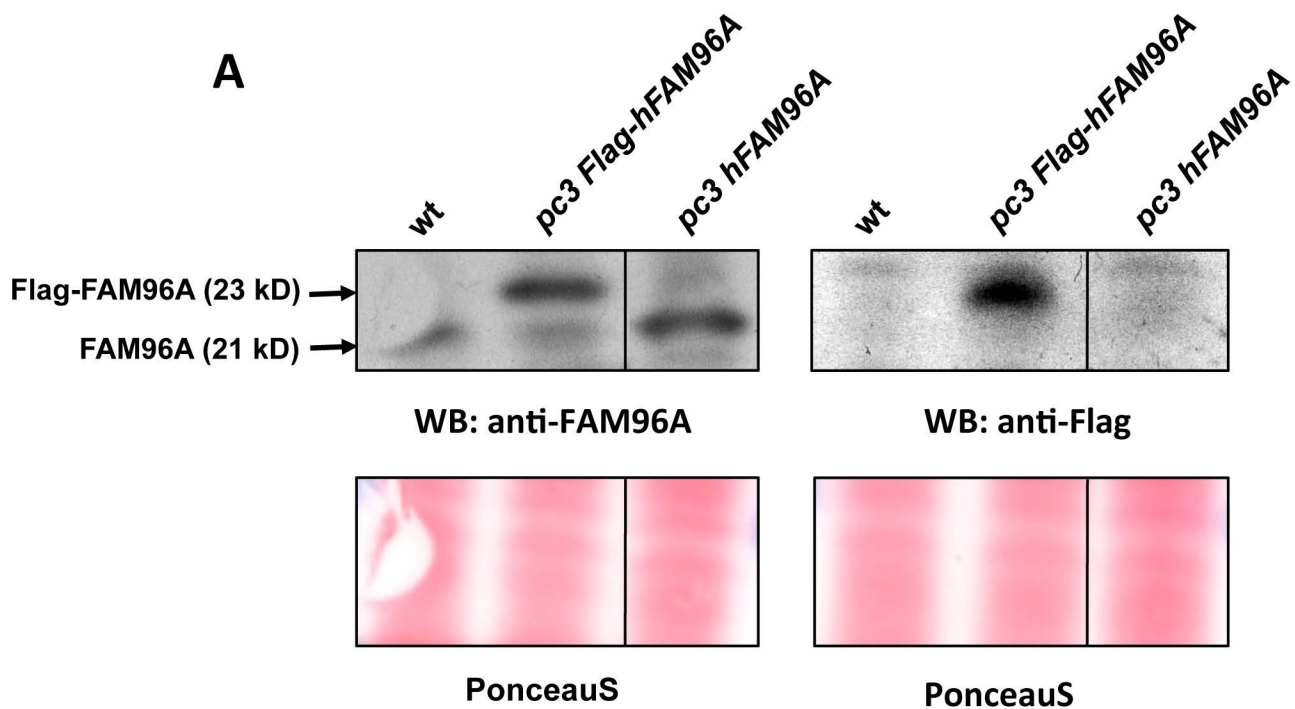 A
wt
pc3 Flag-hFAM96A
pc3 hFAM96A
wt
pc3 Flag-hFAM96A
pc3 hFAM96A
Flag-FAM96A (23 kD)
FAM96A (21 kD)
WB: anti-FAM96A
WB: anti-Flag
PonceauS
PonceauS